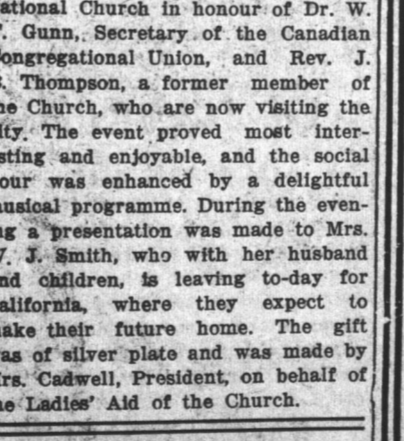 ational Church in honour of Dr. W.
. Gunn, Secretary of the Canadian
ongregational Union, and Rev. J.
. Thompson, a former member of
he Church, who are now visiting the
ity. The event proved most inter-
sting and enjoyable, and the social
our was enhanced by a delightful
usical programme. During the even-
ng a presentation was made to Mrs.
. J. Smith, who with her husband
nd children, is leaving to-day for
alifornia, where they expect to
ake their future home. The gift
as of silver plate and was made by
rs. Cadwell, President, on behalf of
he Ladies' Aid of the Church.